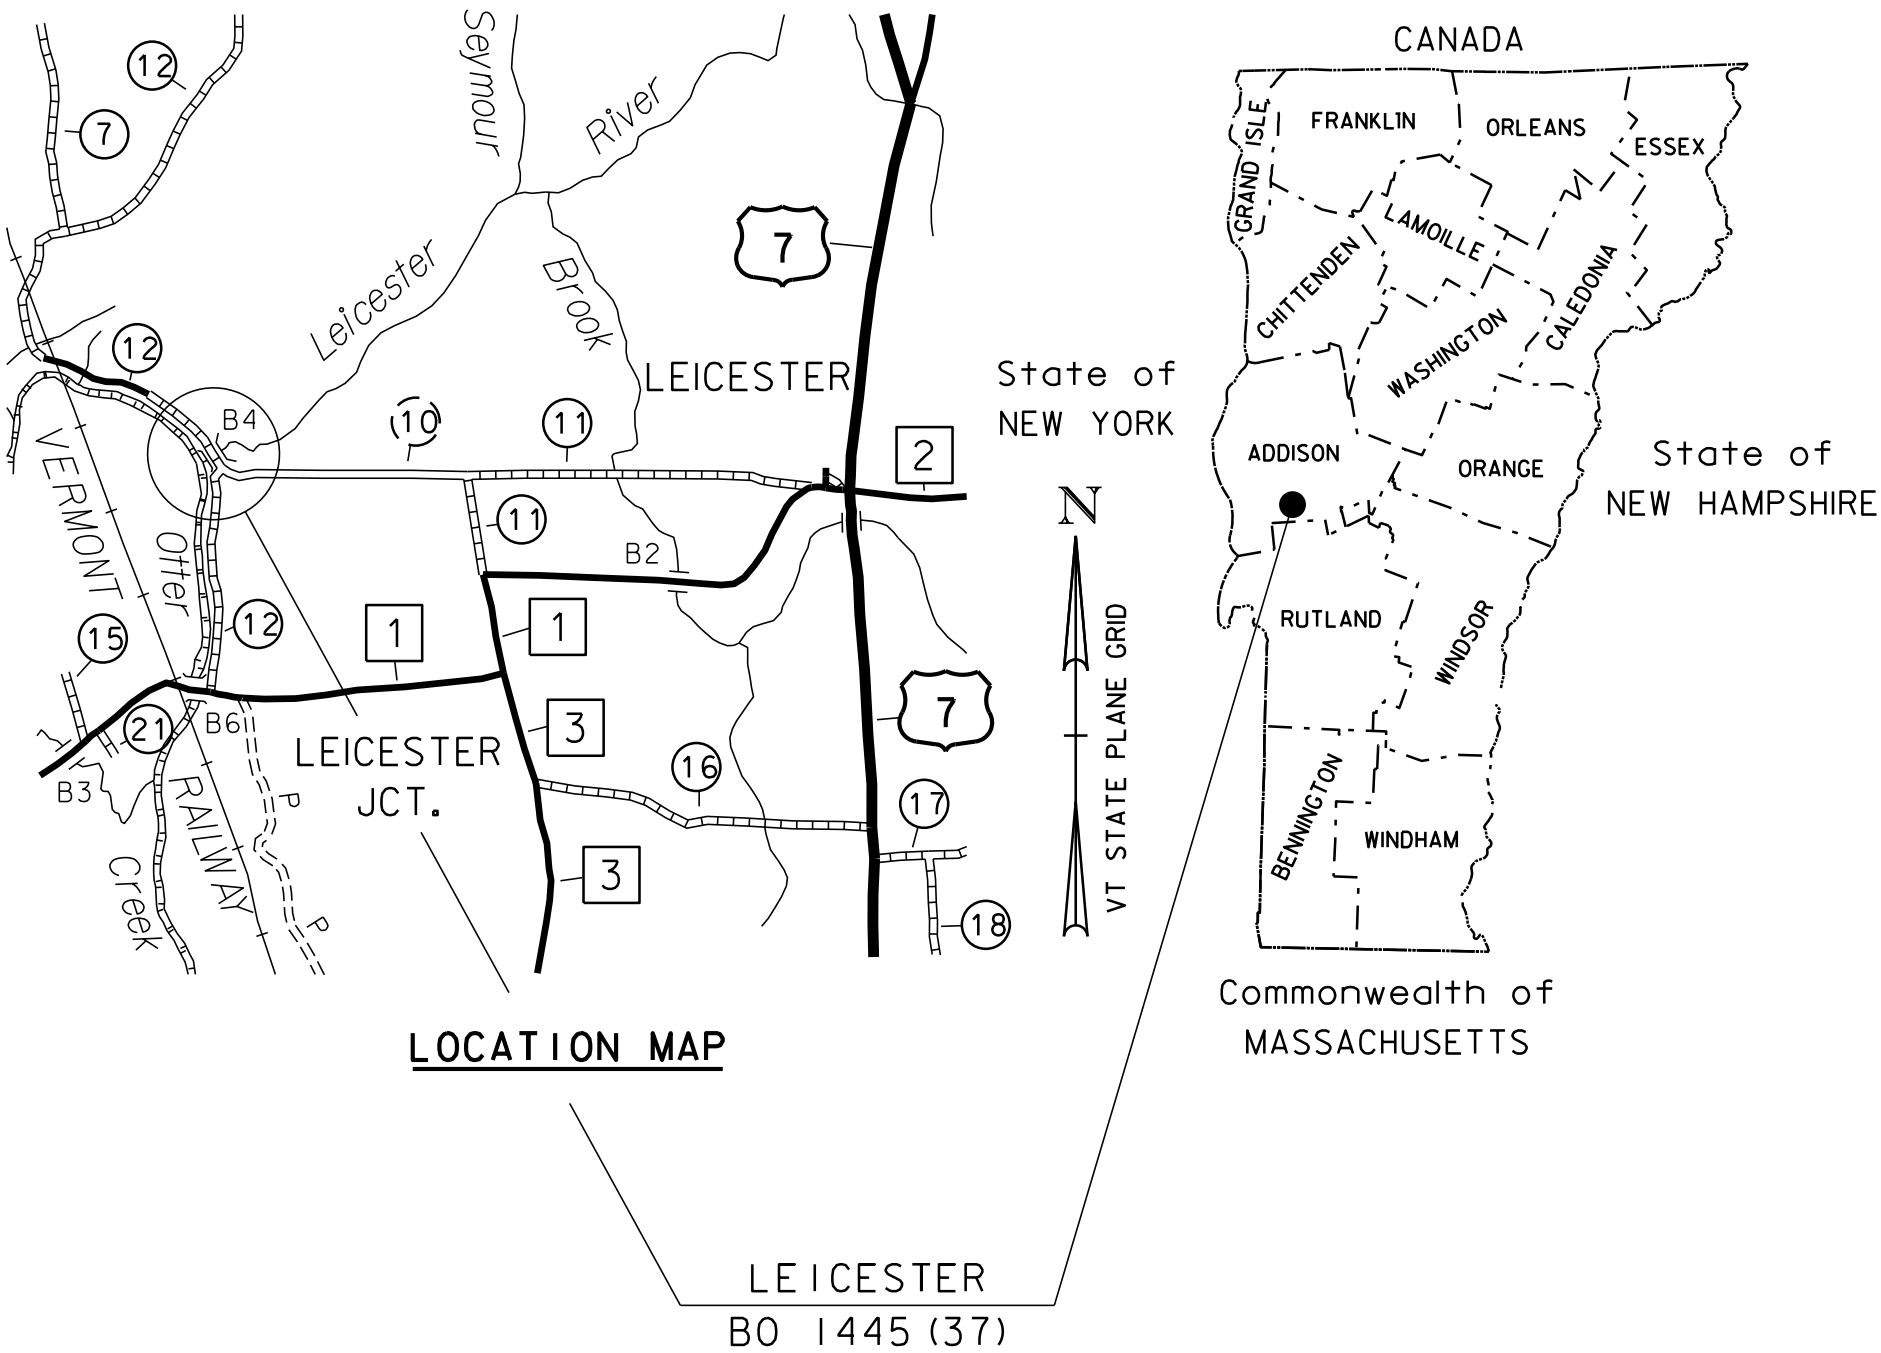 CANADA
12
7
Seymour
River
7
Leicester
Brook
12
LEICESTER
B4
10
11
2
VERMONT
Otter
11
B2
15
12
1
1
7
3
21
B6
B3
LEICESTER
JCT.
16
17
RAILWAY
P
3
P
Creek
18
N
VT STATE PLANE GRID
State of
NEW YORK
GRAND ISLE
FRANKLIN
ORLEANS
ESSEX
LAMOILLE
CHITTENDEN
CALEDONIA
WASHINGTON
ADDISON
ORANGE
State of
NEW HAMPSHIRE
RUTLAND
WINDSOR
BENNINGTON
WINDHAM
Commonwealth of
MASSACHUSETTS
LOCATION MAP
LEICESTER
BO 1445 (37)